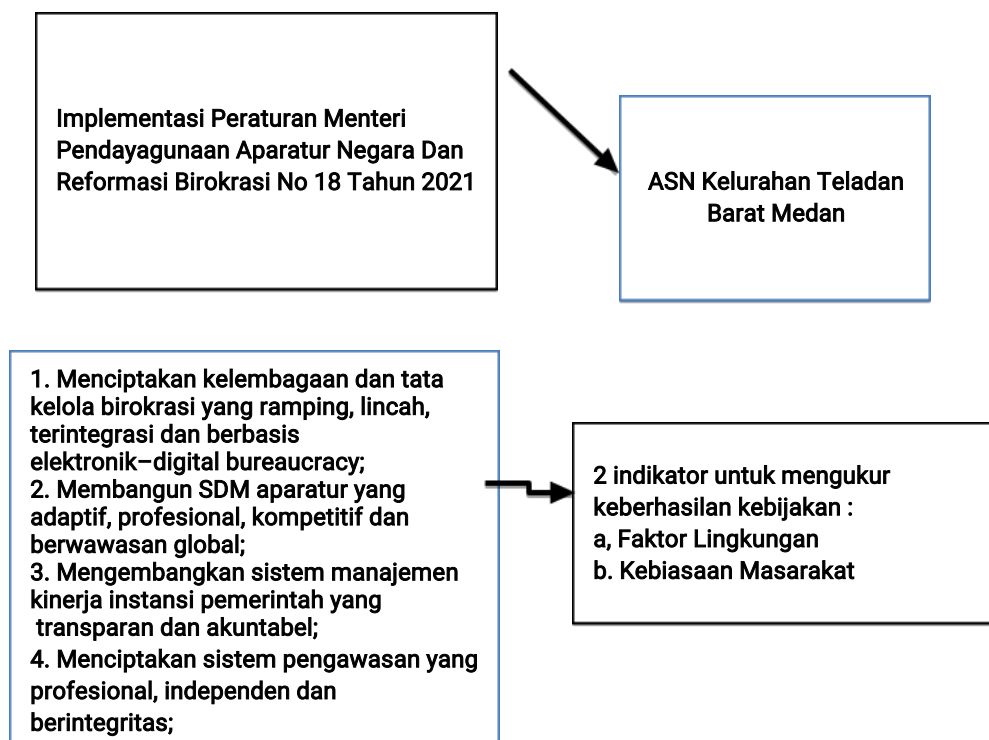 Implementasi Peraturan Menteri
Pendayagunaan Aparatur Negara Dan
Reformasi Birokrasi No 18 Tahun 2021
ASN Kelurahan Teladan
Barat Medan
1. Menciptakan kelembagaan dan tata
kelola birokrasi yang ramping, lincah,
terintegrasi dan berbasis
elektronik–digital bureaucracy;
2. Membangun SDM aparatur yang
adaptif, profesional, kompetitif dan
berwawasan global;
3. Mengembangkan sistem manajemen
kinerja instansi pemerintah yang
transparan dan akuntabel;
4. Menciptakan sistem pengawasan yang
profesional, independen dan
berintegritas;
2 indikator untuk mengukur
keberhasilan kebijakan :
a, Faktor Lingkungan
b. Kebiasaan Masarakat